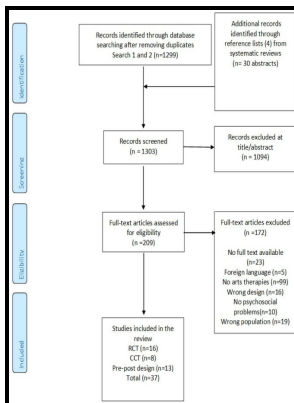 Identification
Records identified through database
searching after removing duplicates
Search 1 and 2 (n=1299)
Additional records
identified through
reference lists (4) from
systematic reviews
(n= 30 abstracts)
Screening
Records screened
(n = 1303)
Records excluded at
title/abstract
(n = 1094)
Eligibility
Full-text articles assessed
for eligibility
(n =209)
Full-text articles excluded
(n =172)
No full text available
(n=23)
Foreign language (n=5)
No arts therapies (n=99)
Wrong design (n=16)
No psychosocial
problems(n=10)
Wrong population (n=19)
Included
Studies included in the
review
RCT (n=16)
CCT (n=8)
Pre-post design (n=13)
Total (n=37)